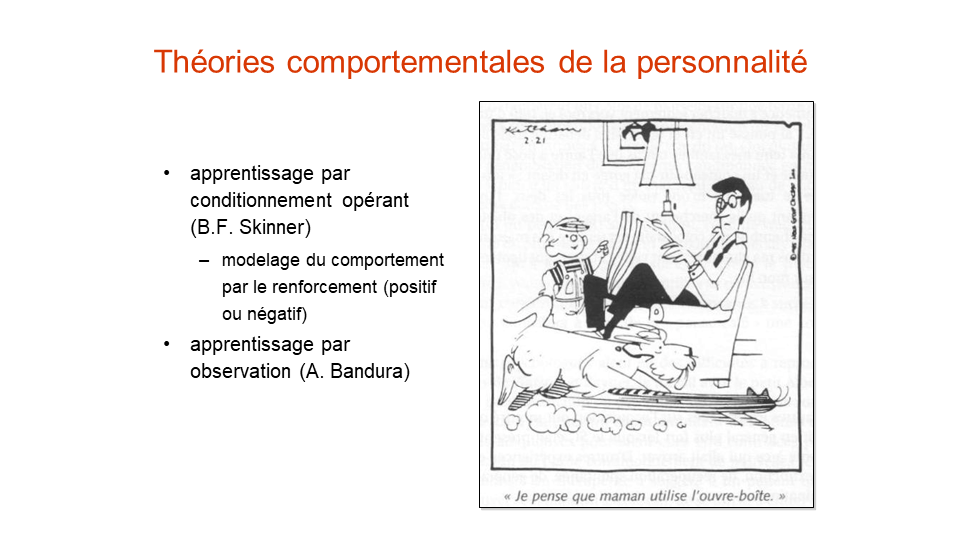 Théories comportementales de la personnalité
• apprentissage par
conditionnement opérant
(B.F. Skinner)
– modelage du comportement
par le renforcement (positif
ou négatif)
• apprentissage par
observation (A. Bandura)
Ketcham
2-21
« Je pense que maman utilise l'ouvre-boîte. »